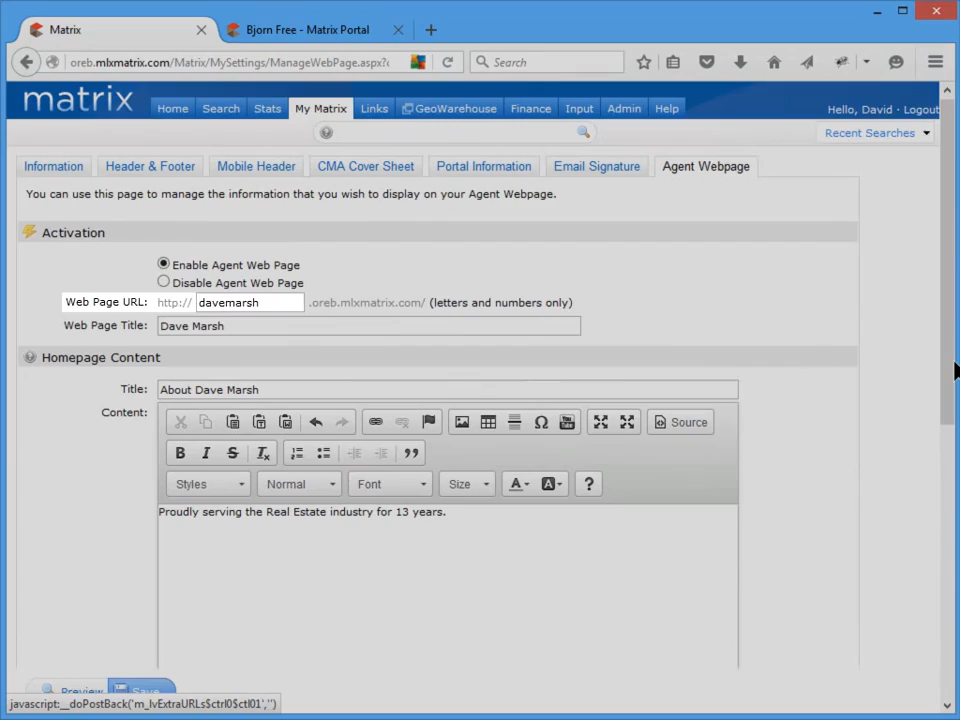 Matrix
Bjorn Free - Matrix Portal
oreb.mlxmatrix.com/Matrix/MySettings/ManageWebPage.aspx?c
Search
matrix
Home Search Stats My Matrix Links GeoWarehouse Finance Input Admin Help
Hello, David · Logout
Recent Searches
Information Header & Footer Mobile Header CMA Cover Sheet Portal Information Email Signature Agent Webpage
You can use this page to manage the information that you wish to display on your Agent Webpage.
Activation
Enable Agent Web Page
Disable Agent Web Page
Web Page URL: http:// davemarsh .oreb.mlxmatrix.com/ (letters and numbers only)
Web Page Title: Dave Marsh
Homepage Content
Title: About Dave Marsh
Content:
Source
B I S Tx
Styles Normal Font Size A A ?
Proudly serving the Real Estate industry for 13 years.
Preview Save
javascript:__doPostBack('m_lvExtraURLs$ctrl0$ctl01','')